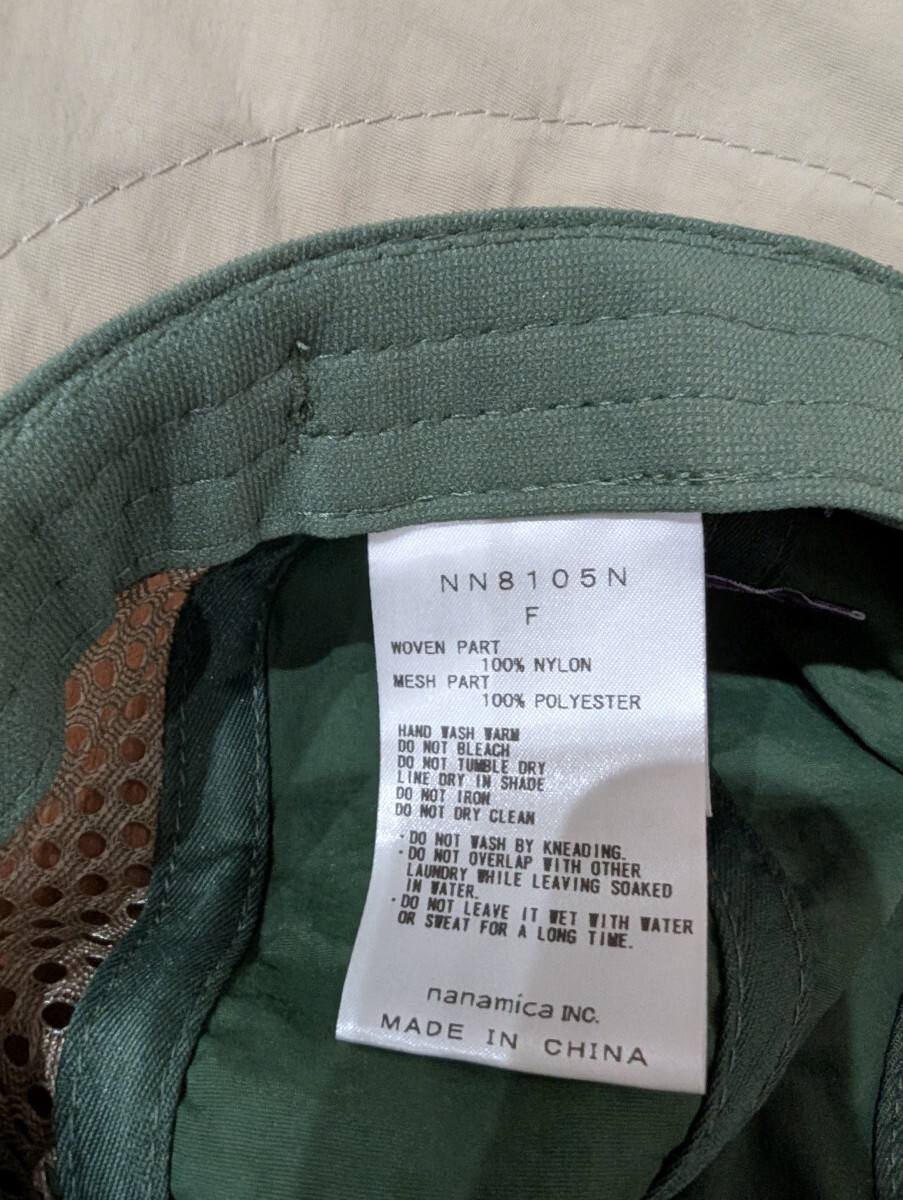 NN8105N
F
WOVEN PART
100% NYLON
MESH PART
100% POLYESTER
HAND WASH WARM
DO NOT BLEACH
DO NOT TUMBLE DRY
LINE DRY IN SHADE
DO NOT IRON
DO NOT DRY CLEAN
・DO NOT WASH BY KNEADING.
・DO NOT OVERLAP WITH OTHER
LAUNDRY WHILE LEAVING SOAKED
IN WATER.
・DO NOT LEAVE IT WET WITH WATER
OR SWEAT FOR A LONG TIME.
nanamica INC.
MADE IN CHINA